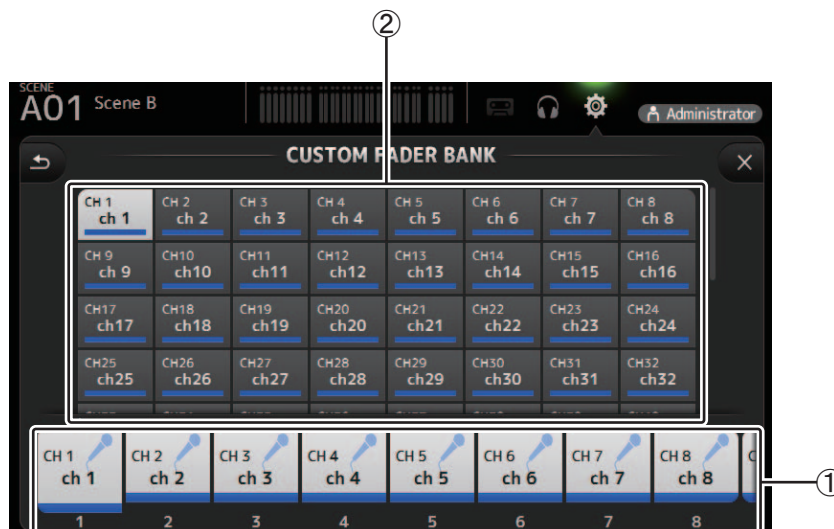 ②
SCENE
A01 Scene B
Administrator
CUSTOM FADER BANK
CH 1 CH 2 CH 3 CH 4 CH 5 CH 6 CH 7 CH 8
ch 1 ch 2 ch 3 ch 4 ch 5 ch 6 ch 7 ch 8
CH 9 CH10 CH11 CH12 CH13 CH14 CH15 CH16
ch 9 ch10 ch11 ch12 ch13 ch14 ch15 ch16
CH17 CH18 CH19 CH20 CH21 CH22 CH23 CH24
ch17 ch18 ch19 ch20 ch21 ch22 ch23 ch24
CH25 CH26 CH27 CH28 CH29 CH30 CH31 CH32
ch25 ch26 ch27 ch28 ch29 ch30 ch31 ch32
CH 1 CH 2 CH 3 CH 4 CH 5 CH 6 CH 7 CH 8
ch 1 ch 2 ch 3 ch 4 ch 5 ch 6 ch 7 ch 8
①
1 2 3 4 5 6 7 8